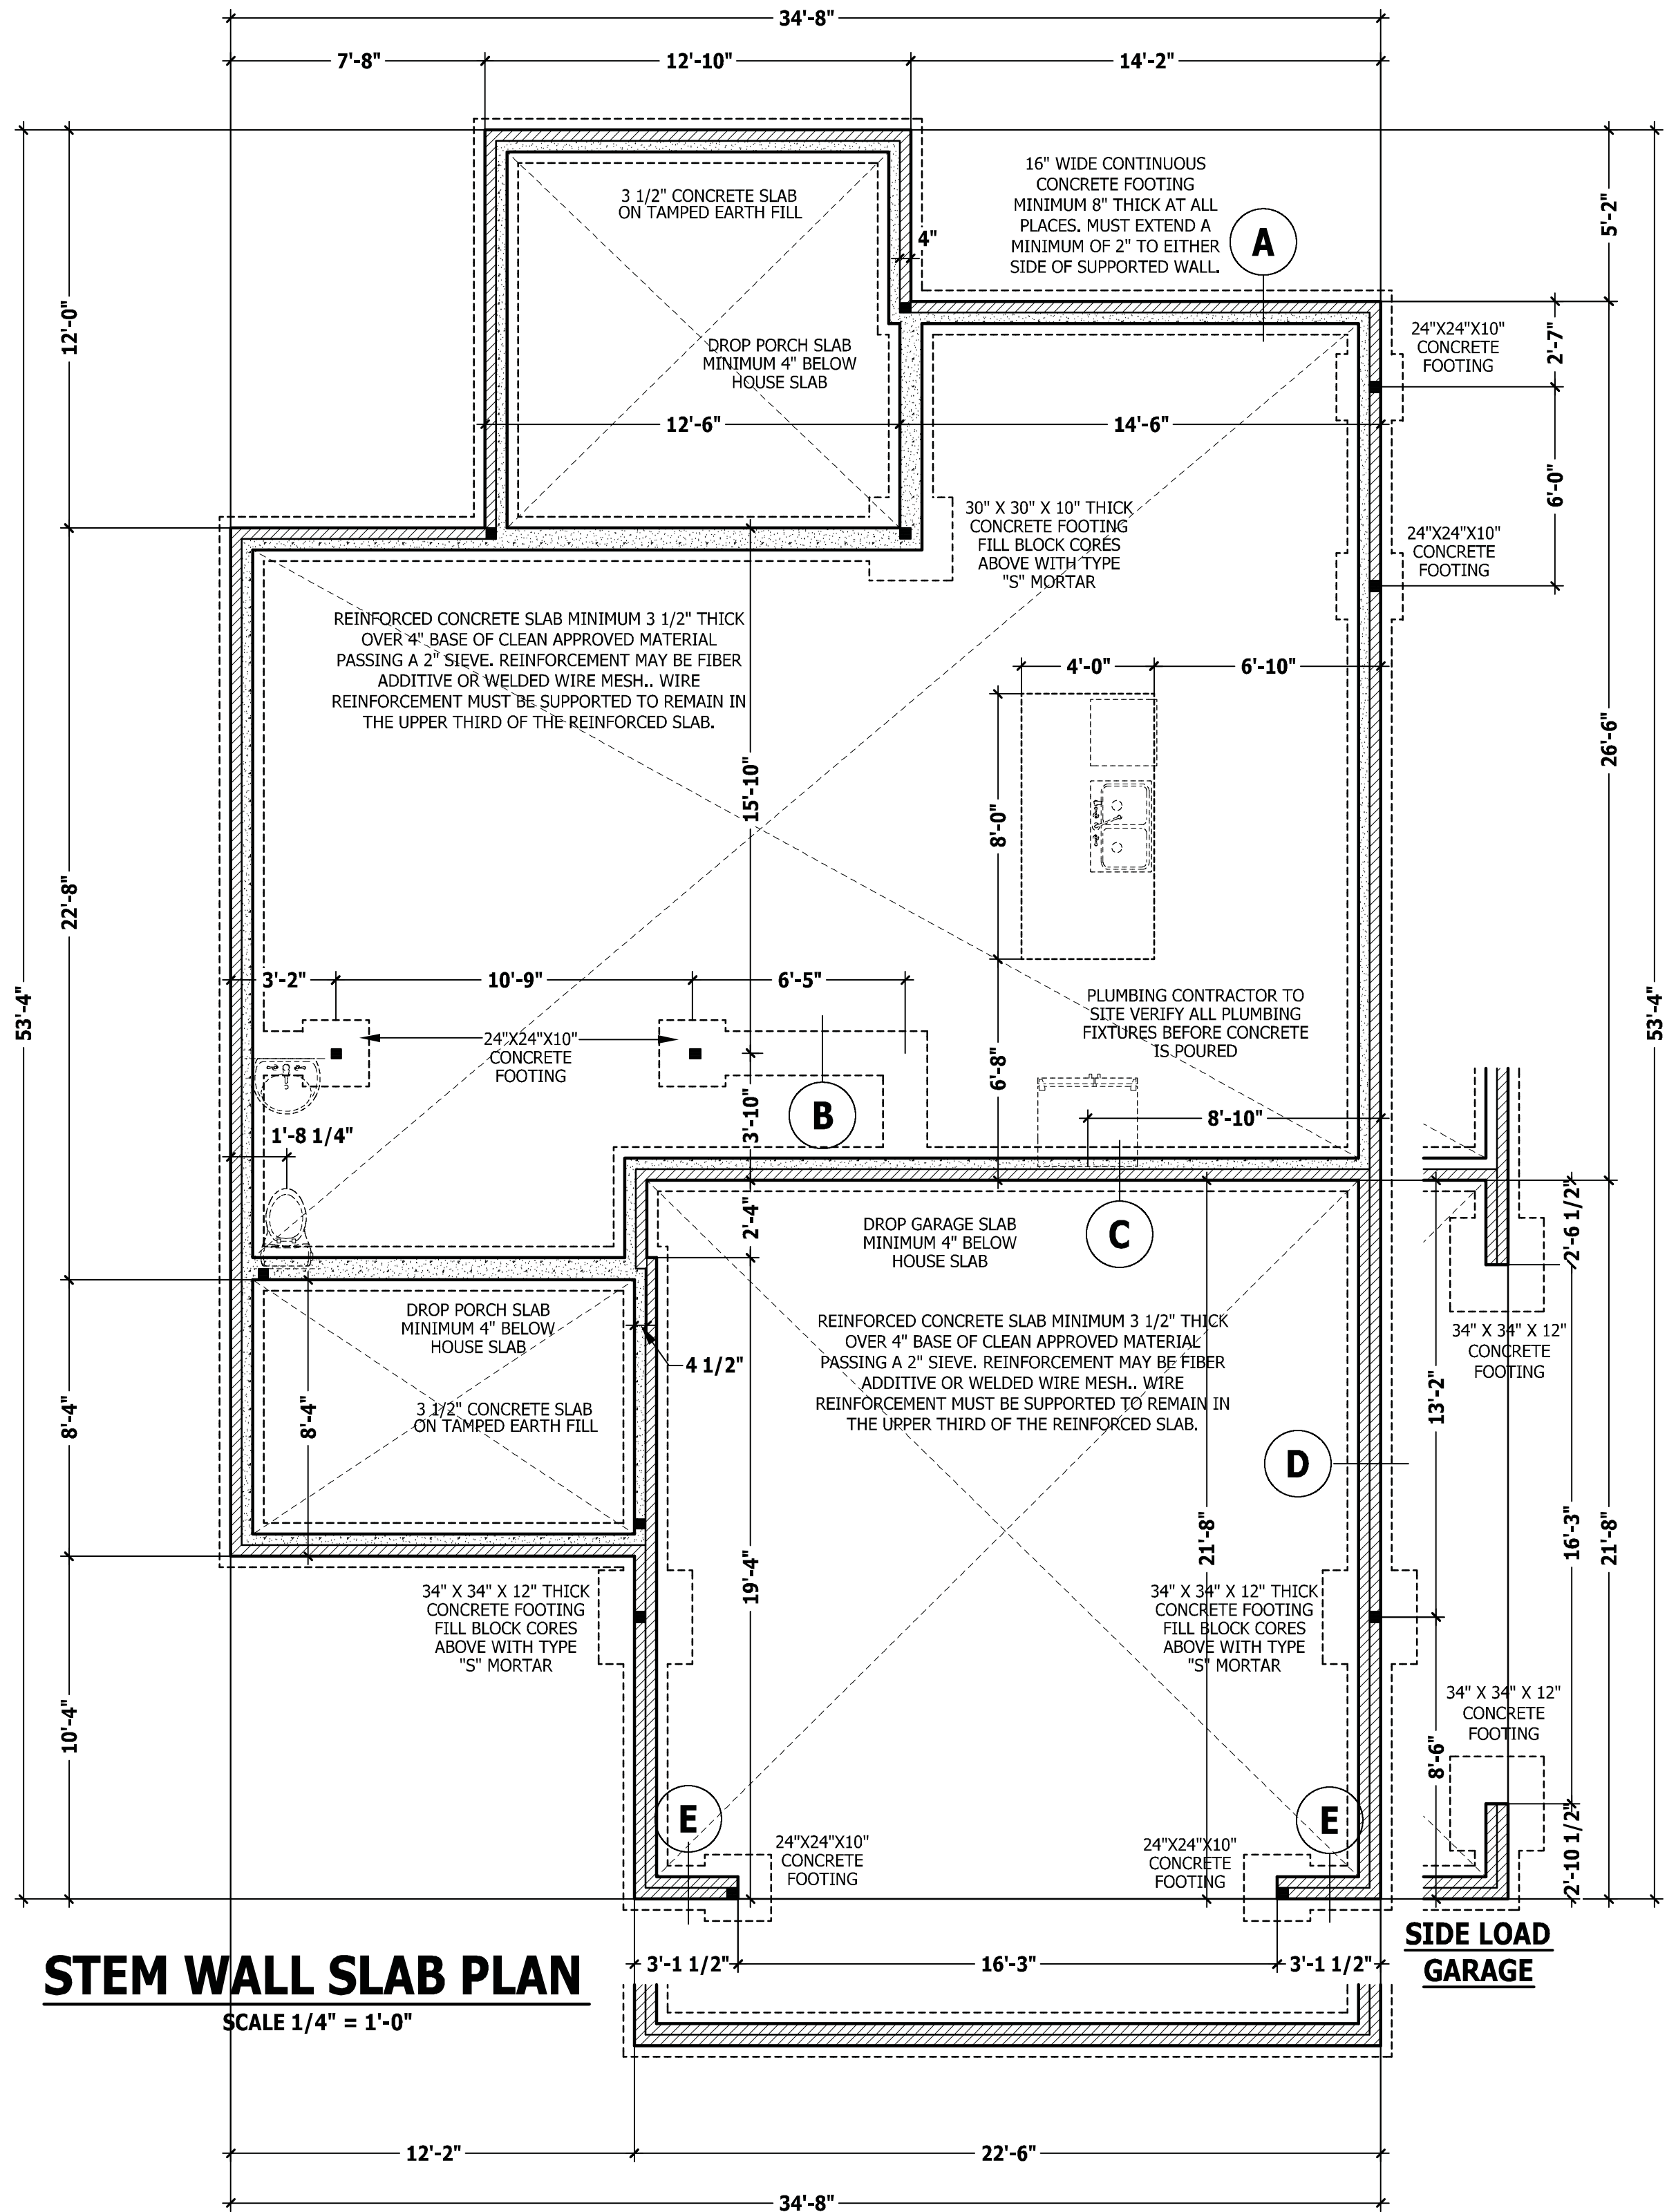 34'-8"
7'-8"
12'-10"
14'-2"
16" WIDE CONTINUOUS
CONCRETE FOOTING
MINIMUM 8" THICK AT ALL
PLACES. MUST EXTEND A
MINIMUM OF 2" TO EITHER
SIDE OF SUPPORTED WALL.
A
3 1/2" CONCRETE SLAB
ON TAMPED EARTH FILL
4"
5'-2"
12'-0"
DROP PORCH SLAB
MINIMUM 4" BELOW
HOUSE SLAB
24"X24"X10"
CONCRETE
FOOTING
2'-7"
12'-6"
14'-6"
6'-0"
30" X 30" X 10" THICK
CONCRETE FOOTING
FILL BLOCK CORES
ABOVE WITH TYPE
"S" MORTAR
24"X24"X10"
CONCRETE
FOOTING
REINFORCED CONCRETE SLAB MINIMUM 3 1/2" THICK
OVER 4" BASE OF CLEAN APPROVED MATERIAL
PASSING A 2" SIEVE. REINFORCEMENT MAY BE FIBER
ADDITIVE OR WELDED WIRE MESH.. WIRE
REINFORCEMENT MUST BE SUPPORTED TO REMAIN IN
THE UPPER THIRD OF THE REINFORCED SLAB.
4'-0"
6'-10"
26'-6"
15'-10"
8'-0"
22'-8"
53'-4"
53'-4"
3'-2"
10'-9"
6'-5"
PLUMBING CONTRACTOR TO
SITE VERIFY ALL PLUMBING
FIXTURES BEFORE CONCRETE
IS POURED
24"X24"X10"
CONCRETE
FOOTING
6'-8"
3'-10"
B
8'-10"
1'-8 1/4"
2'-4"
DROP GARAGE SLAB
MINIMUM 4" BELOW
HOUSE SLAB
C
2'-6 1/2"
DROP PORCH SLAB
MINIMUM 4" BELOW
HOUSE SLAB
REINFORCED CONCRETE SLAB MINIMUM 3 1/2" THICK
OVER 4" BASE OF CLEAN APPROVED MATERIAL
PASSING A 2" SIEVE. REINFORCEMENT MAY BE FIBER
ADDITIVE OR WELDED WIRE MESH.. WIRE
REINFORCEMENT MUST BE SUPPORTED TO REMAIN IN
THE UPPER THIRD OF THE REINFORCED SLAB.
34" X 34" X 12"
CONCRETE
FOOTING
4 1/2"
8'-4"
8'-4"
3 1/2" CONCRETE SLAB
ON TAMPED EARTH FILL
13'-2"
D
21'-8"
16'-3"
21'-8"
19'-4"
34" X 34" X 12" THICK
CONCRETE FOOTING
FILL BLOCK CORES
ABOVE WITH TYPE
"S" MORTAR
34" X 34" X 12" THICK
CONCRETE FOOTING
FILL BLOCK CORES
ABOVE WITH TYPE
"S" MORTAR
10'-4"
34" X 34" X 12"
CONCRETE
FOOTING
8'-6"
E
E
24"X24"X10"
CONCRETE
FOOTING
24"X24"X10"
CONCRETE
FOOTING
2'-10 1/2"
SIDE LOAD
GARAGE
3'-1 1/2"
16'-3"
3'-1 1/2"
STEM WALL SLAB PLAN
SCALE 1/4" = 1'-0"
12'-2"
22'-6"
34'-8"